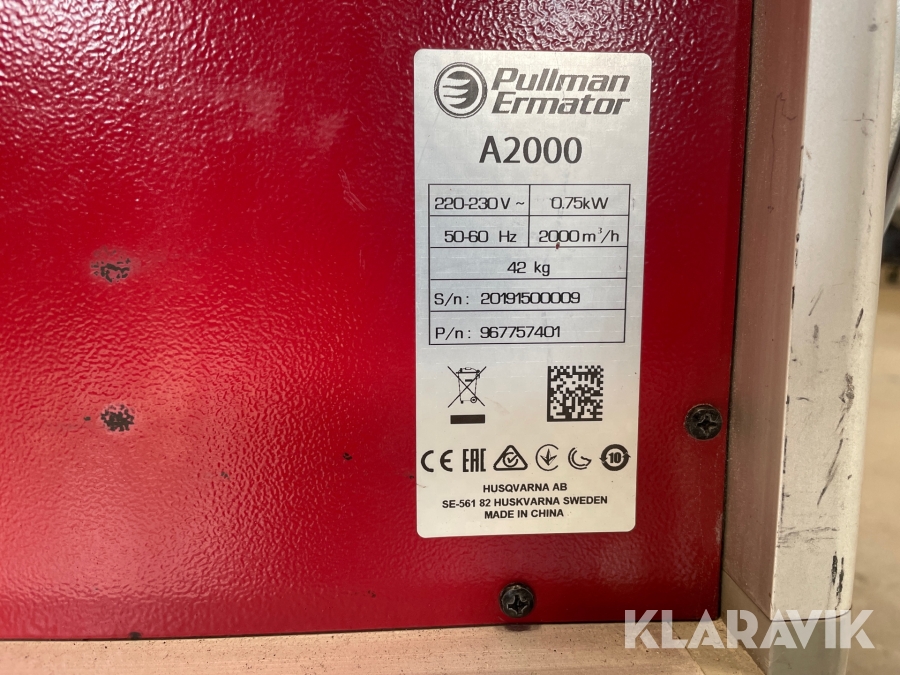 Pullman
Ermator
A2000
220-230 V ~ 0.75kW
50-60 Hz 2000 m³/h
42 kg
S/n: 20191500009
P/n: 967757401
CE EAC 10
HUSQVARNA AB
SE-561 82 HUSKVARNA SWEDEN
MADE IN CHINA
KLARAVIK